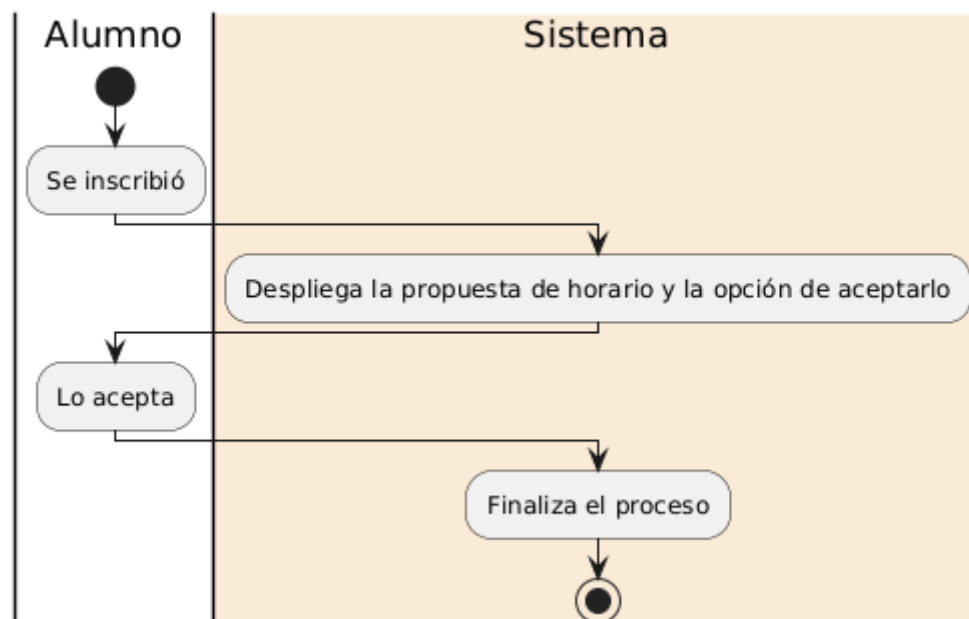 Alumno
Sistema
Se inscribió
Despliega la propuesta de horario y la opción de aceptarlo
Lo acepta
Finaliza el proceso